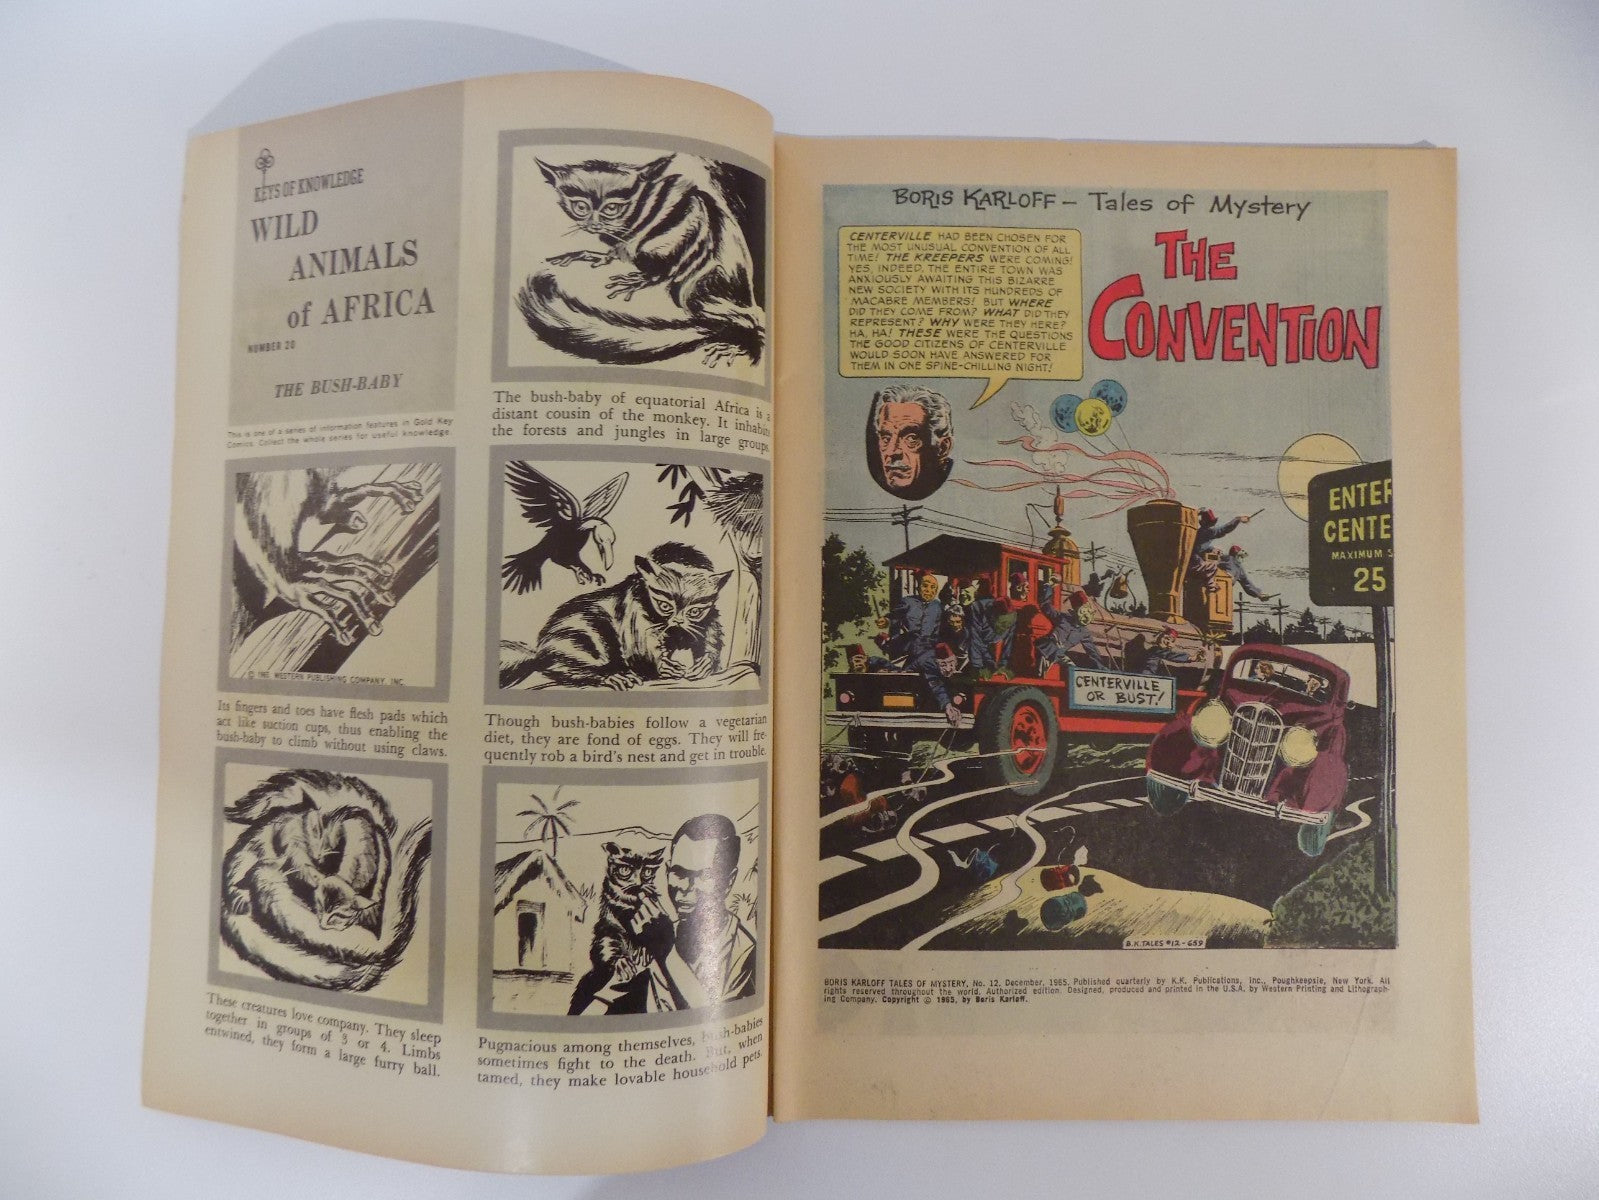 KEYS OF KNOWLEDGE
WILD
ANIMALS
of AFRICA
NUMBER 20
THE BUSH-BABY
This is one of a series of information features in Gold Key
Comics. Collect the whole series for useful knowledge.
© 1965 WESTERN PUBLISHING COMPANY, INC.
Its fingers and toes have flesh pads which
act like suction cups, thus enabling the
bush-baby to climb without using claws.
These creatures love company. They sleep
together in groups of 3 or 4. Limbs
entwined, they form a large furry ball.
The bush-baby of equatorial Africa is a
distant cousin of the monkey. It inhabits
the forests and jungles in large groups.
Though bush-babies follow a vegetarian
diet, they are fond of eggs. They will fre-
quently rob a bird's nest and get in trouble.
Pugnacious among themselves, bush-babies
sometimes fight to the death. But, when
tamed, they make lovable household pets.
BORIS KARLOFF – Tales of Mystery
THE
CONVENTION
CENTERVILLE HAD BEEN CHOSEN FOR
THE MOST UNUSUAL CONVENTION OF ALL
TIME! THE KREEPERS WERE COMING!
YES, INDEED, THE ENTIRE TOWN WAS
ANXIOUSLY AWAITING THIS BIZARRE
NEW SOCIETY WITH ITS HUNDREDS OF
MACABRE MEMBERS! BUT WHERE
DID THEY COME FROM? WHAT DID THEY
REPRESENT? WHY WERE THEY HERE?
HA, HA! THESE WERE THE QUESTIONS
THE GOOD CITIZENS OF CENTERVILLE
WOULD SOON HAVE ANSWERED FOR
THEM IN ONE SPINE-CHILLING NIGHT!
ENTER
CENTE
MAXIMUM S
25
CENTERVILLE
OR BUST!
B.K.TALES #12-659
BORIS KARLOFF TALES OF MYSTERY, No. 12. December, 1965. Published quarterly by K.K. Publications, Inc., Poughkeepsie, New York. All
rights reserved throughout the world. Authorized edition. Designed, produced and printed in the U.S.A. by Western Printing and Lithograph-
ing Company. Copyright © 1965, by Boris Karloff.